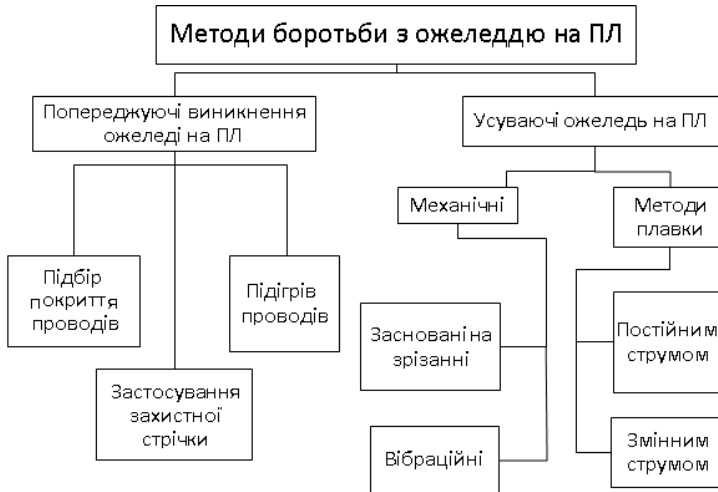 Методи боротьби з ожеледдю на ПЛ
Попереджуючі виникнення
ожеледі на ПЛ
Усуваючі ожеледь на ПЛ
Механічні
Методи
плавки
Підбір
покриття
проводів
Підігрів
проводів
Засновані на
зрізанні
Постійним
струмом
Застосування
захистної
стрічки
Вібраційні
Змінним
струмом